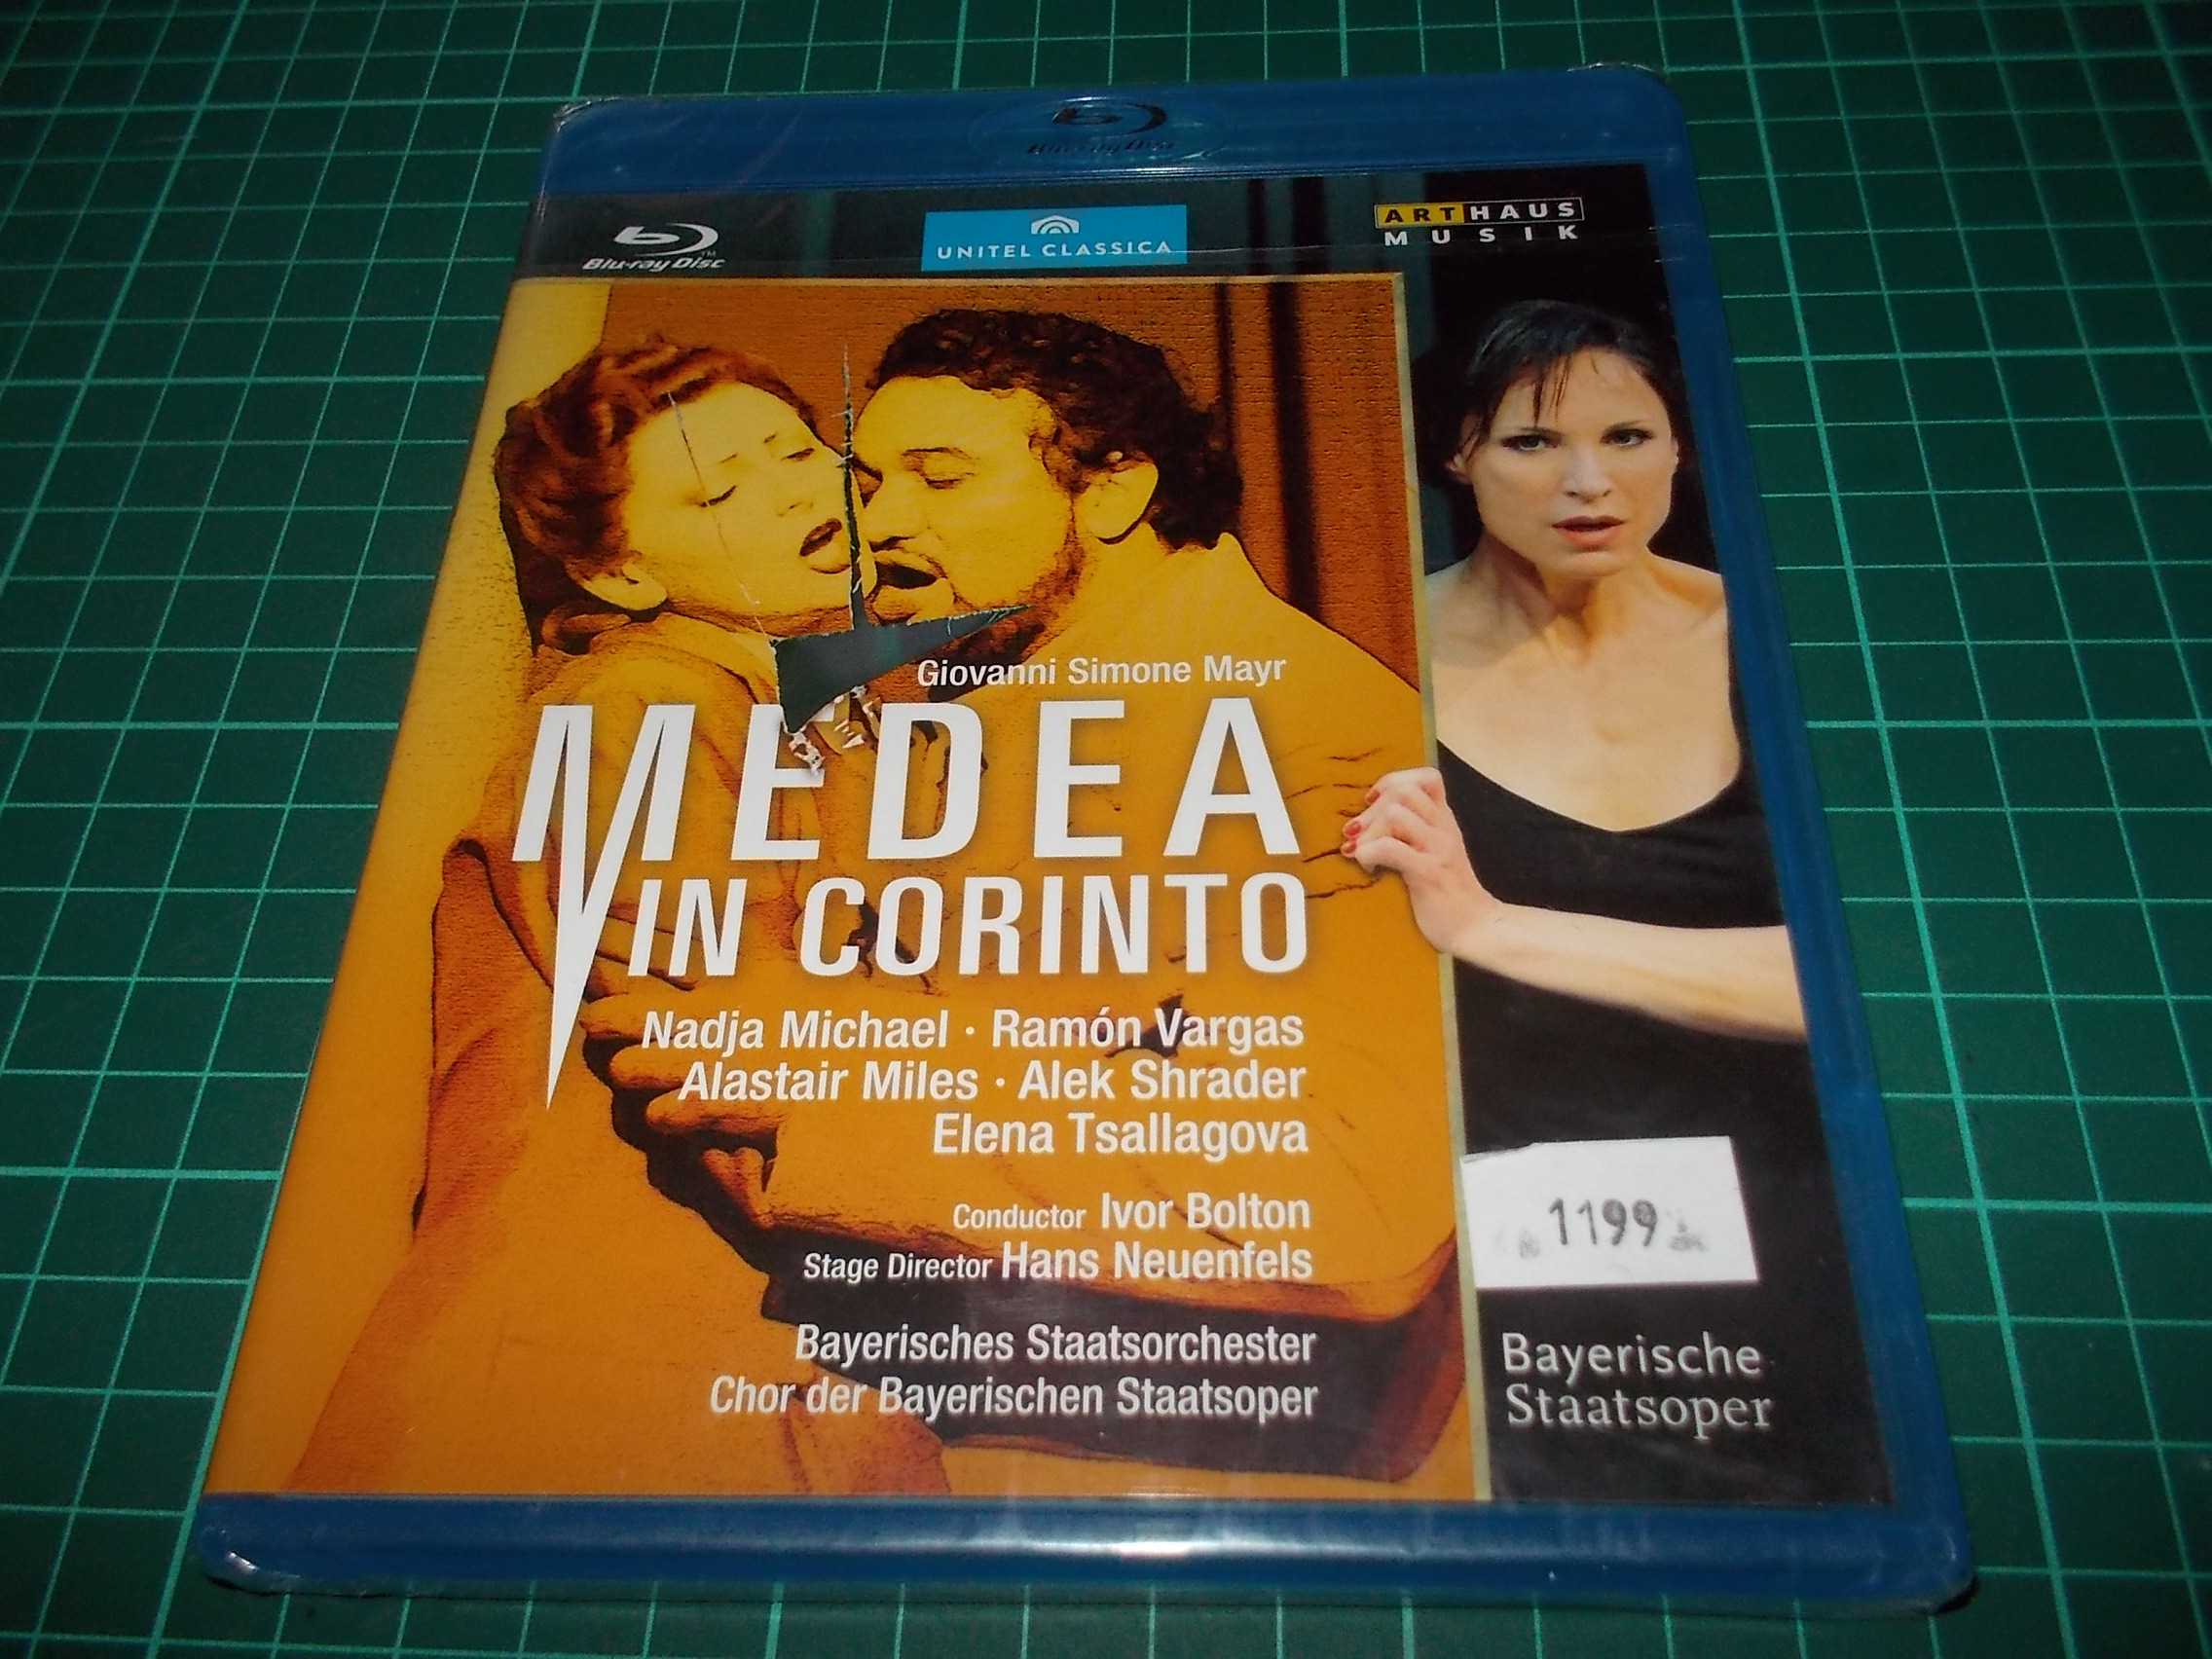 Blu-ray Disc
Blu-ray Disc™
UNITEL CLASSICA
ARTHAUS
MUSIK
Giovanni Simone Mayr
MEDEA
IN CORINTO
Nadja Michael · Ramón Vargas
Alastair Miles · Alek Shrader
Elena Tsallagova
Conductor Ivor Bolton
Stage Director Hans Neuenfels
Bayerisches Staatsorchester
Chor der Bayerischen Staatsoper
1199
Bayerische
Staatsoper